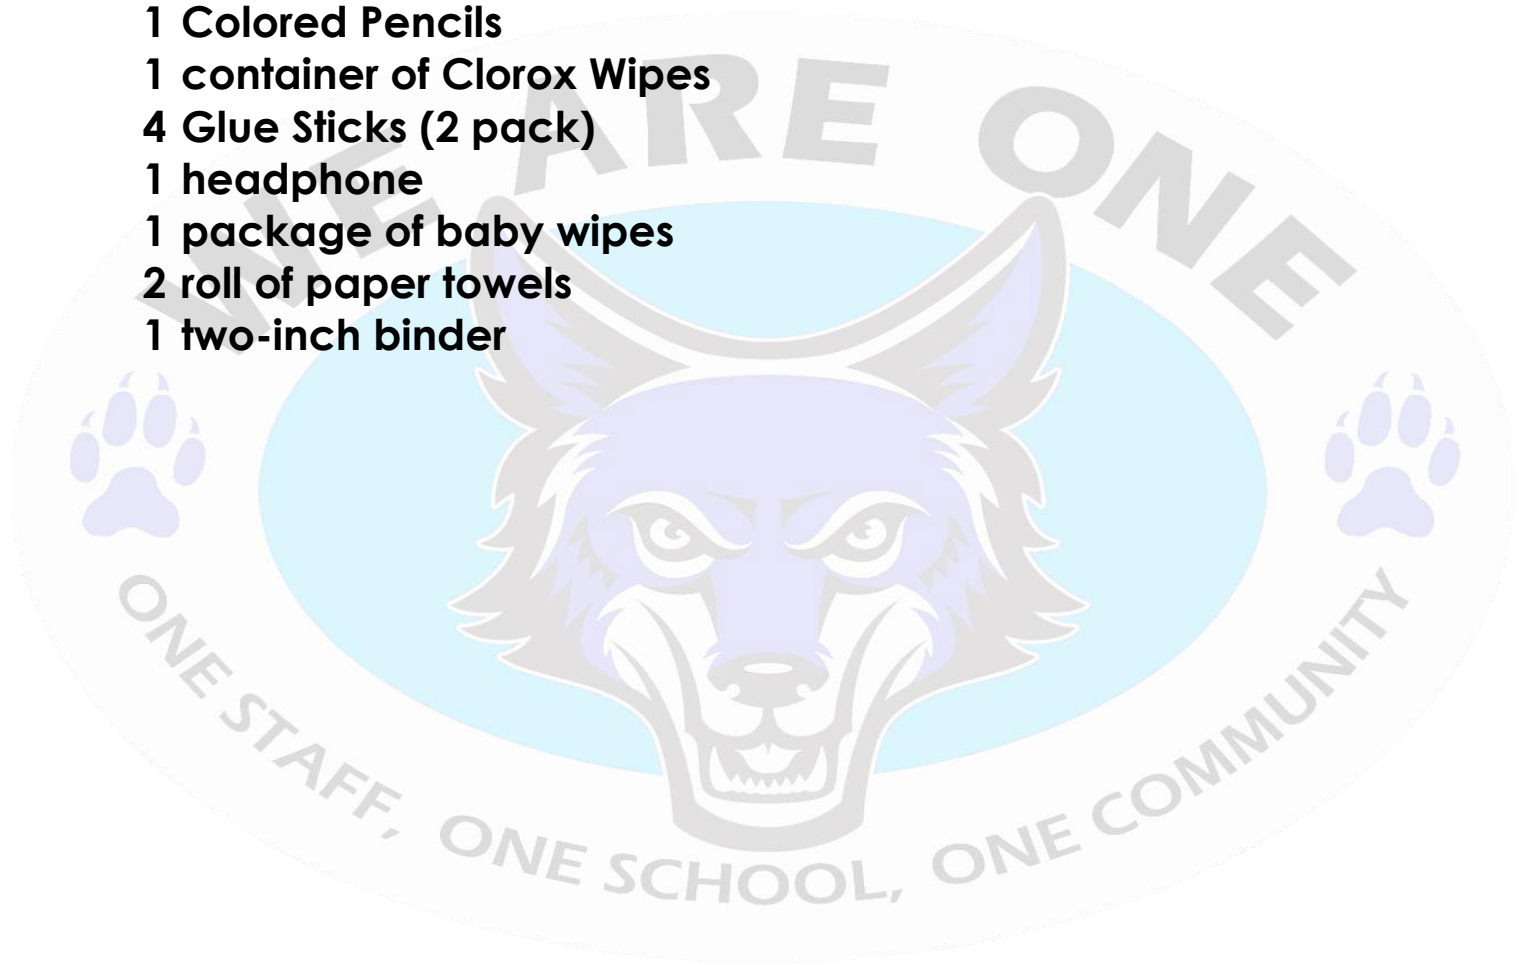 1 Colored Pencils
1 container of Clorox Wipes
4 Glue Sticks (2 pack)
1 headphone
1 package of baby wipes
2 roll of paper towels
1 two-inch binder
WE ARE ONE
ONE STAFF, ONE SCHOOL, ONE COMMUNITY